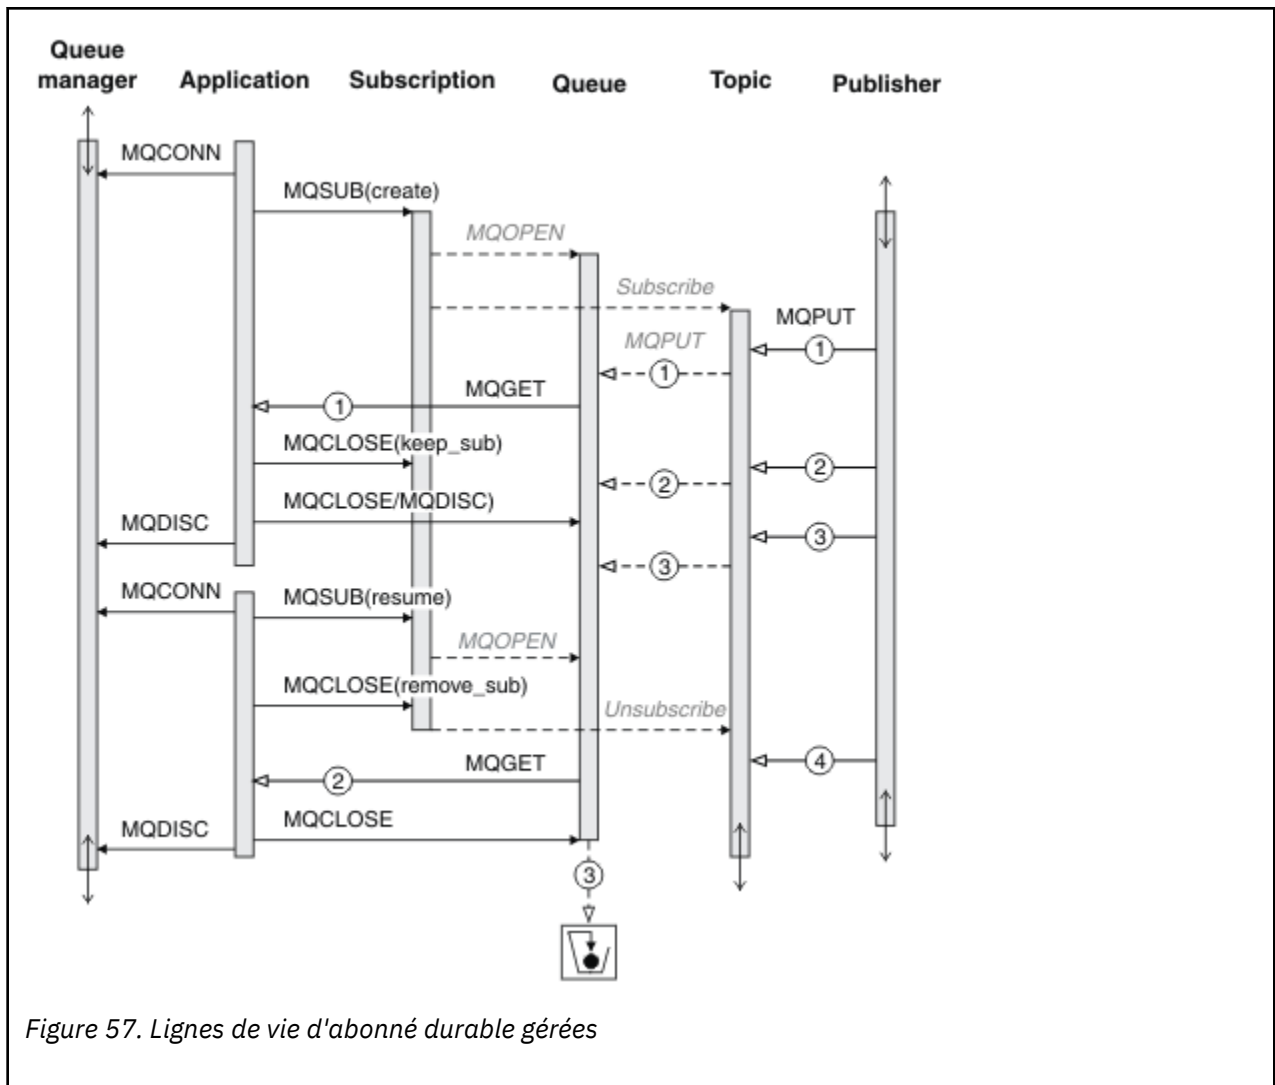 Queue
manager
Application
Subscription
Queue
Topic
Publisher
MQCONN
MQSUB(create)
MQOPEN
Subscribe
MQPUT
1
MQPUT
1
MQGET
1
MQCLOSE(keep_sub)
2
2
MQCLOSE/MQDISC)
MQDISC
3
3
MQCONN
MQSUB(resume)
MQOPEN
MQCLOSE(remove_sub)
Unsubscribe
4
MQGET
2
MQCLOSE
MQDISC
3
Figure 57. Lignes de vie d'abonné durable gérées